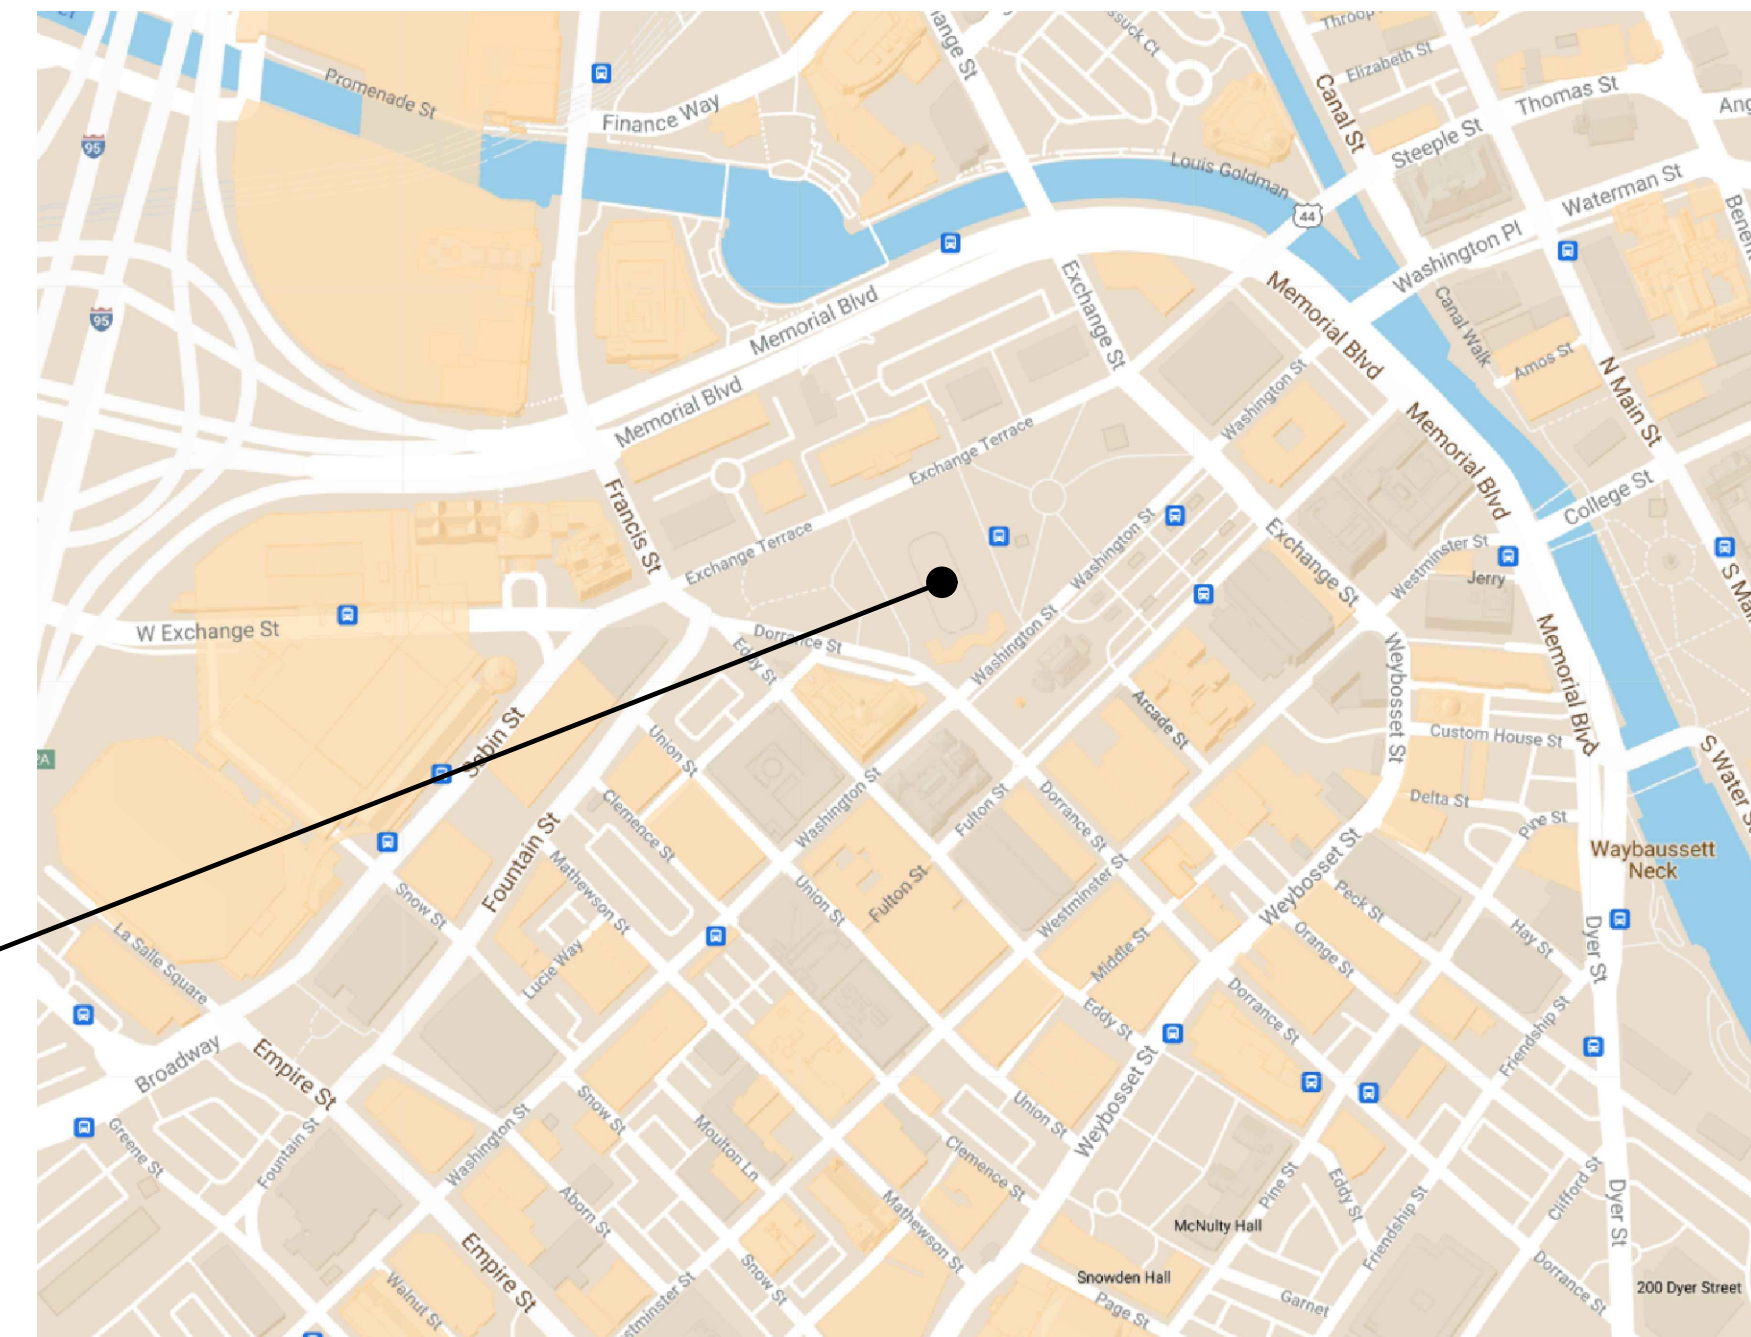 Promenade St
Finance Way
Canal St
Elizabeth St
Thomas St
Steeple St
Louis Goldman
44
Waterman St
Washington Pl
95
95
Exchange St
Memorial Blvd
Memorial Blvd
Canal Walk
Amos St
N Main St
Memorial Blvd
Washington St
Memorial Blvd
Exchange Terrace
College St
Francis St
Exchange Terrace
Washington St
Exchange St
Westminster St
Jerry
W Exchange St
Dorrance St
Eddy St
Washington St
Weybosset St
Memorial Blvd
Sabin St
Union St
Arcade St
Custom House St
S Water St
Clemence St
Washington St
Fulton St
Dorrance St
Delta St
Pine St
Waybaussett
Neck
Fountain St
Mathewson St
Union St
Fulton St
Westminster St
Weybosset St
Peck St
Snow St
La Salle Square
Lucie Way
Middle St
Orange St
Hay St
Dyer St
Broadway
Empire St
Eddy St
Dorrance St
Friendship St
Greene St
Fountain St
Washington St
Snow St
Moulton Ln
Union St
Weybosset St
Clemence St
Pine St
Eddy St
Clifford St
Aborn St
Mathewson St
McNulty Hall
Friendship St
Dyer St
Empire St
Walnut St
Snow St
Snowden Hall
Page St
Garnet
Dorrance St
200 Dyer Street